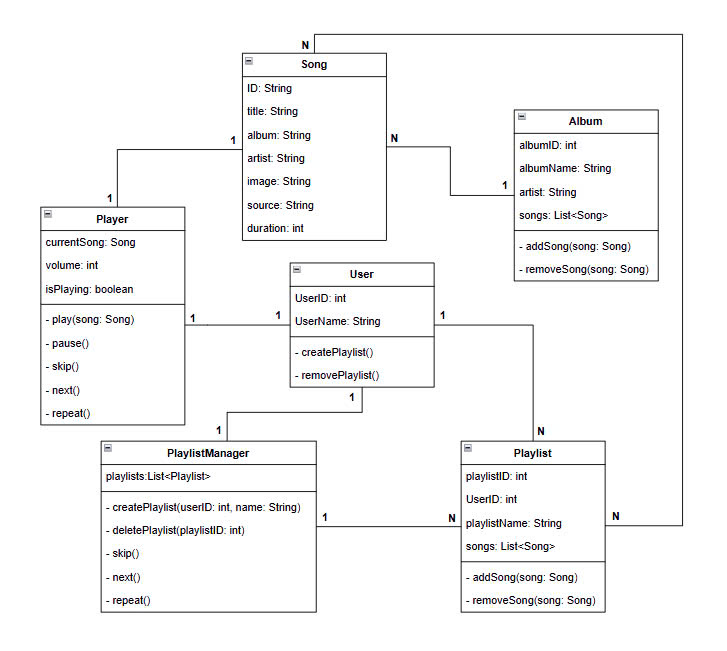 N
Song
ID: String
title: String
album: String
artist: String
image: String
source: String
duration: int
1
1
N
1
Album
albumID: int
albumName: String
artist: String
songs: List<Song>
- addSong(song: Song)
- removeSong(song: Song)
Player
currentSong: Song
volume: int
isPlaying: boolean
- play(song: Song)
- pause()
- skip()
- next()
- repeat()
1
1
User
UserID: int
UserName: String
- createPlaylist()
- removePlaylist()
1
1
1
N
PlaylistManager
playlists:List<Playlist>
- createPlaylist(userID: int, name: String)
- deletePlaylist(playlistID: int)
- skip()
- next()
- repeat()
1
N
Playlist
playlistID: int
UserID: int
playlistName: String
songs: List<Song>
- addSong(song: Song)
- removeSong(song: Song)
N